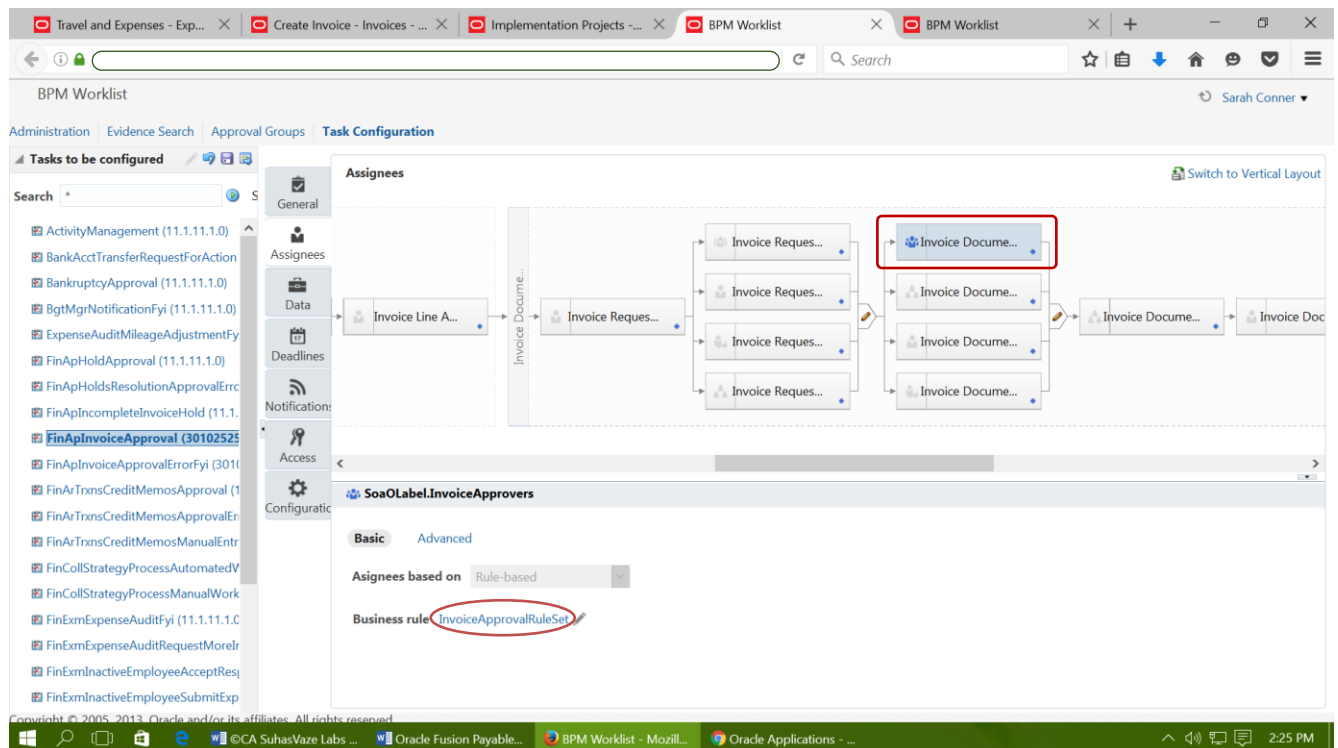 Travel and Expenses - Exp...
Create Invoice - Invoices - ...
Implementation Projects -...
BPM Worklist
BPM Worklist
Search
BPM Worklist
Sarah Conner
Administration Evidence Search Approval Groups Task Configuration
Tasks to be configured
Search *
S
ActivityManagement (11.1.11.1.0)
BankAcctTransferRequestForAction
BankruptcyApproval (11.1.11.1.0)
BgtMgrNotificationFyi (11.1.11.1.0)
ExpenseAuditMileageAdjustmentFy
FinApHoldApproval (11.1.11.1.0)
FinApHoldsResolutionApprovalErrc
FinApIncompleteInvoiceHold (11.1.
FinApInvoiceApproval (30102525
FinApInvoiceApprovalErrorFyi (3010
FinArTrxnsCreditMemosApproval (1
FinArTrxnsCreditMemosApprovalErr
FinArTrxnsCreditMemosManualEntr
FinCollStrategyProcessAutomatedW
FinCollStrategyProcessManualWork
FinExmExpenseAuditFyi (11.1.11.1.0
FinExmExpenseAuditRequestMoreIr
FinExmInactiveEmployeeAcceptResp
FinExmInactiveEmployeeSubmitExp
General
Assignees
Data
17
Deadlines
Notifications
Access
Configuratic
Assignees
Switch to Vertical Layout
Invoice Line A...
Invoice Docume...
Invoice Reques...
Invoice Reques...
Invoice Reques...
Invoice Reques...
Invoice Reques...
Invoice Docume...
Invoice Docume...
Invoice Docume...
Invoice Docume...
Invoice Docume...
Invoice Doc
SoaOLabel.InvoiceApprovers
Basic Advanced
Asignees based on Rule-based
Business rule InvoiceApprovalRuleSet
Copyright © 2005, 2013, Oracle and/or its affiliates. All rights reserved
©CA SuhasVaze Labs ...
Oracle Fusion Payable...
BPM Worklist - Mozill...
Oracle Applications - ...
2:25 PM